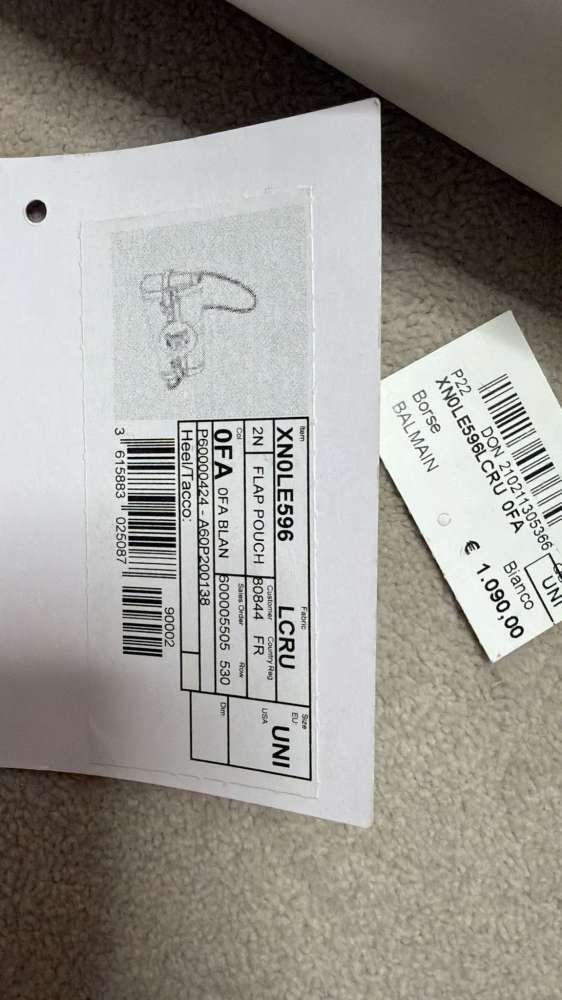 Item
Fabric
Size
XN0LE596 LCRU
EU:
UNI
Customer
Country Rag
USA
2N FLAP POUCH 80844 FR
Col
Sales Order
Row
Dim
0FA 0FA BLAN 600005505 530
P60000424 - A60P200138
Heel/Tacco:
3 615883 025087
90002
DON 210211305366
P22
XN0LE596LCRU 0FA
UNI
Borse
Bianco
BALMAIN
€ 1.090,00